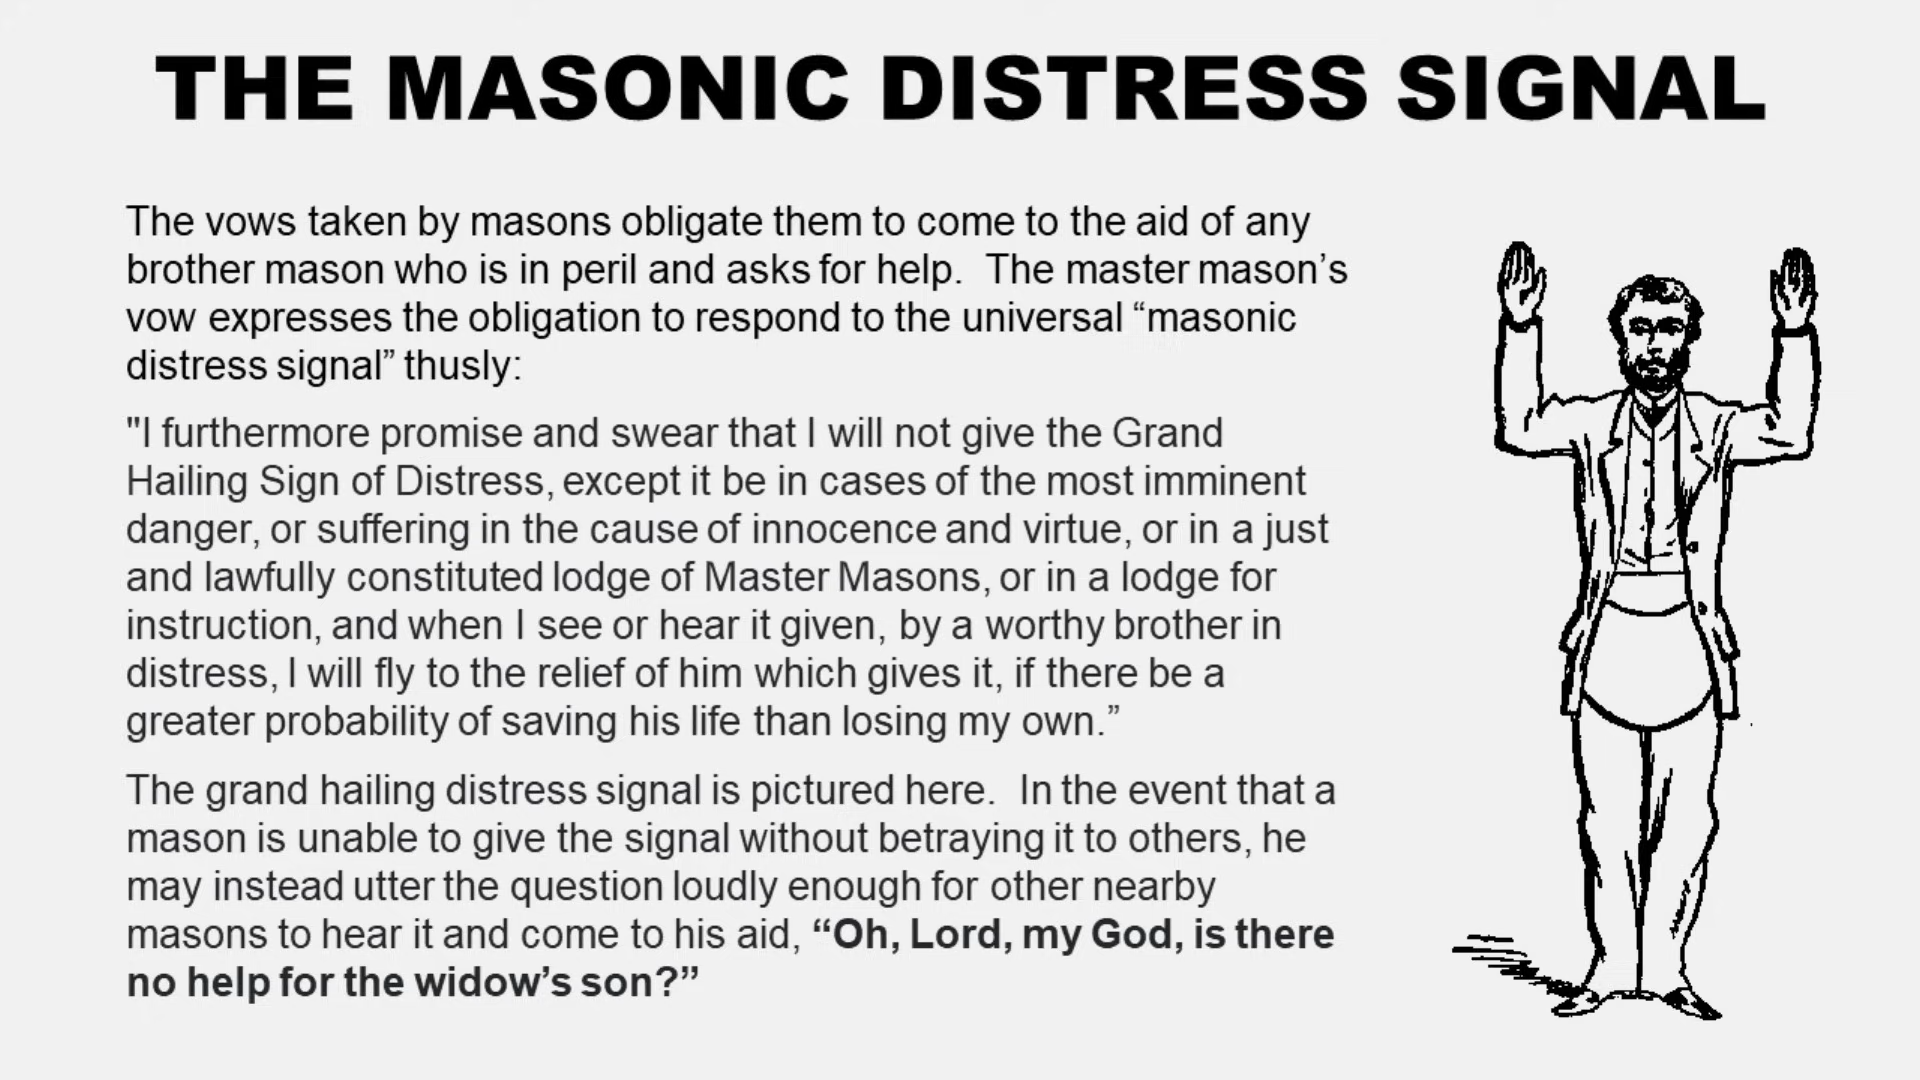 THE MASONIC DISTRESS SIGNAL
The vows taken by masons obligate them to come to the aid of any
brother mason who is in peril and asks for help.  The master mason’s
vow expresses the obligation to respond to the universal “masonic
distress signal” thusly:
"I furthermore promise and swear that I will not give the Grand
Hailing Sign of Distress, except it be in cases of the most imminent
danger, or suffering in the cause of innocence and virtue, or in a just
and lawfully constituted lodge of Master Masons, or in a lodge for
instruction, and when I see or hear it given, by a worthy brother in
distress, I will fly to the relief of him which gives it, if there be a
greater probability of saving his life than losing my own.”
The grand hailing distress signal is pictured here.  In the event that a
mason is unable to give the signal without betraying it to others, he
may instead utter the question loudly enough for other nearby
masons to hear it and come to his aid, “Oh, Lord, my God, is there
no help for the widow’s son?”